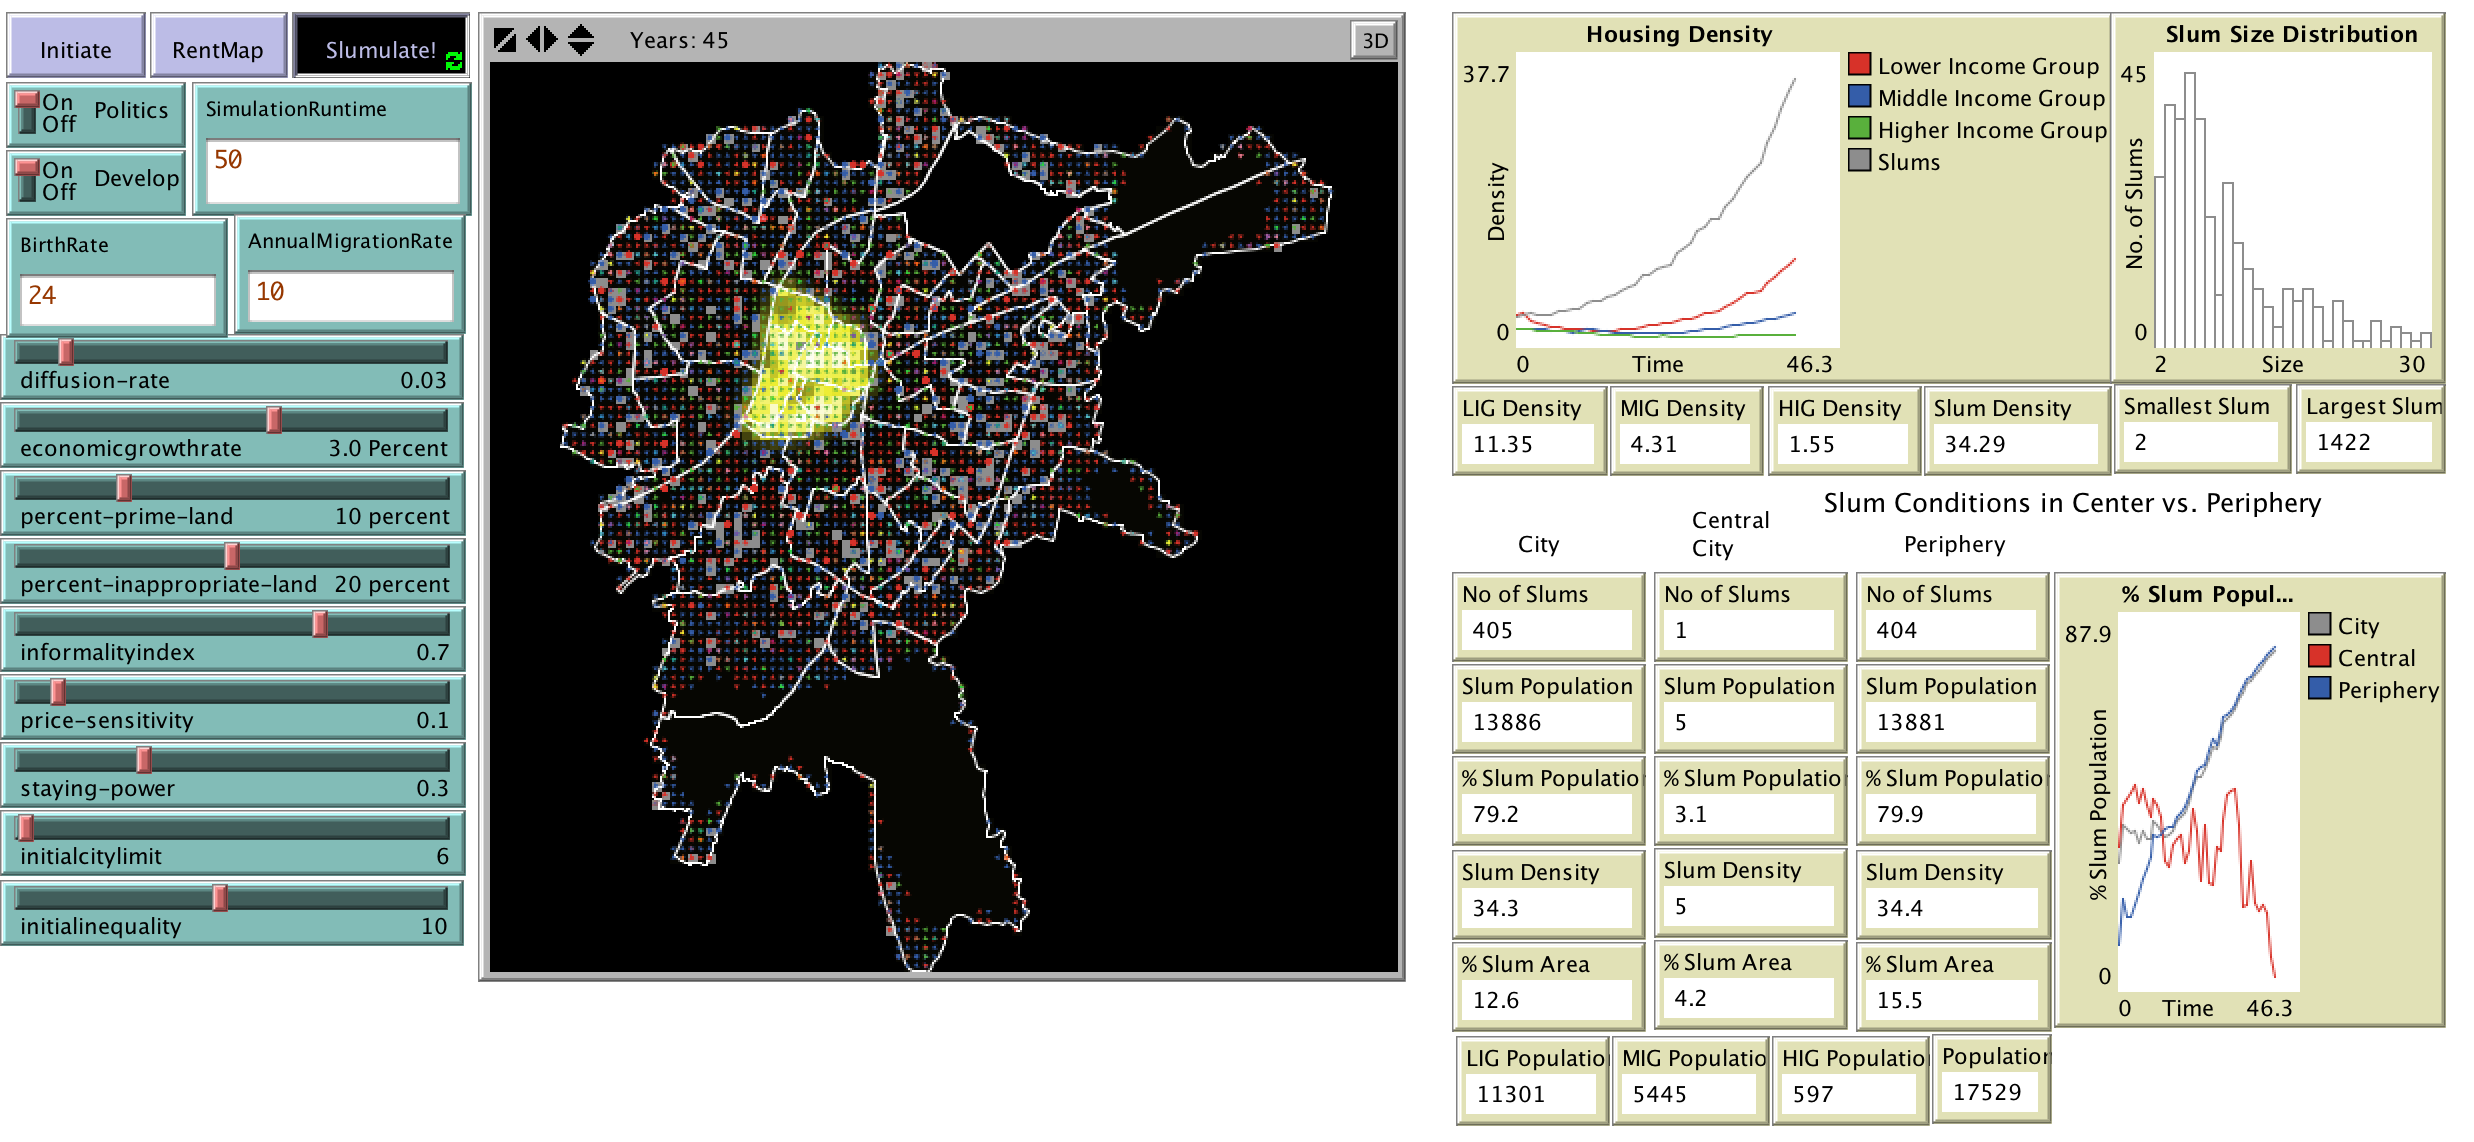 Initiate
RentMap
Slumulate!
On
Off
Politics
SimulationRuntime
50
On
Off
Develop
BirthRate
24
AnnualMigrationRate
10
diffusion-rate 0.03
economicgrowthrate 3.0 Percent
percent-prime-land 10 percent
percent-inappropriate-land 20 percent
informalityindex 0.7
price-sensitivity 0.1
staying-power 0.3
initialcitylimit 6
initialinequality 10
Years: 45
3D
Housing Density
37.7
Density
0
0 Time 46.3
Lower Income Group
Middle Income Group
Higher Income Group
Slums
Slum Size Distribution
45
No. of Slums
0
2 Size 30
LIG Density
11.35
MIG Density
4.31
HIG Density
1.55
Slum Density
34.29
Smallest Slum
2
Largest Slum
1422
Slum Conditions in Center vs. Periphery
City
Central
City
Periphery
No of Slums
405
No of Slums
1
No of Slums
404
Slum Population
13886
Slum Population
5
Slum Population
13881
% Slum Populatio
79.2
% Slum Populatio
3.1
% Slum Populatio
79.9
Slum Density
34.3
Slum Density
5
Slum Density
34.4
% Slum Area
12.6
% Slum Area
4.2
% Slum Area
15.5
% Slum Popul...
87.9
% Slum Population
0
0 Time 46.3
City
Central
Periphery
LIG Populatio
11301
MIG Populatio
5445
HIG Populatio
597
Population
17529